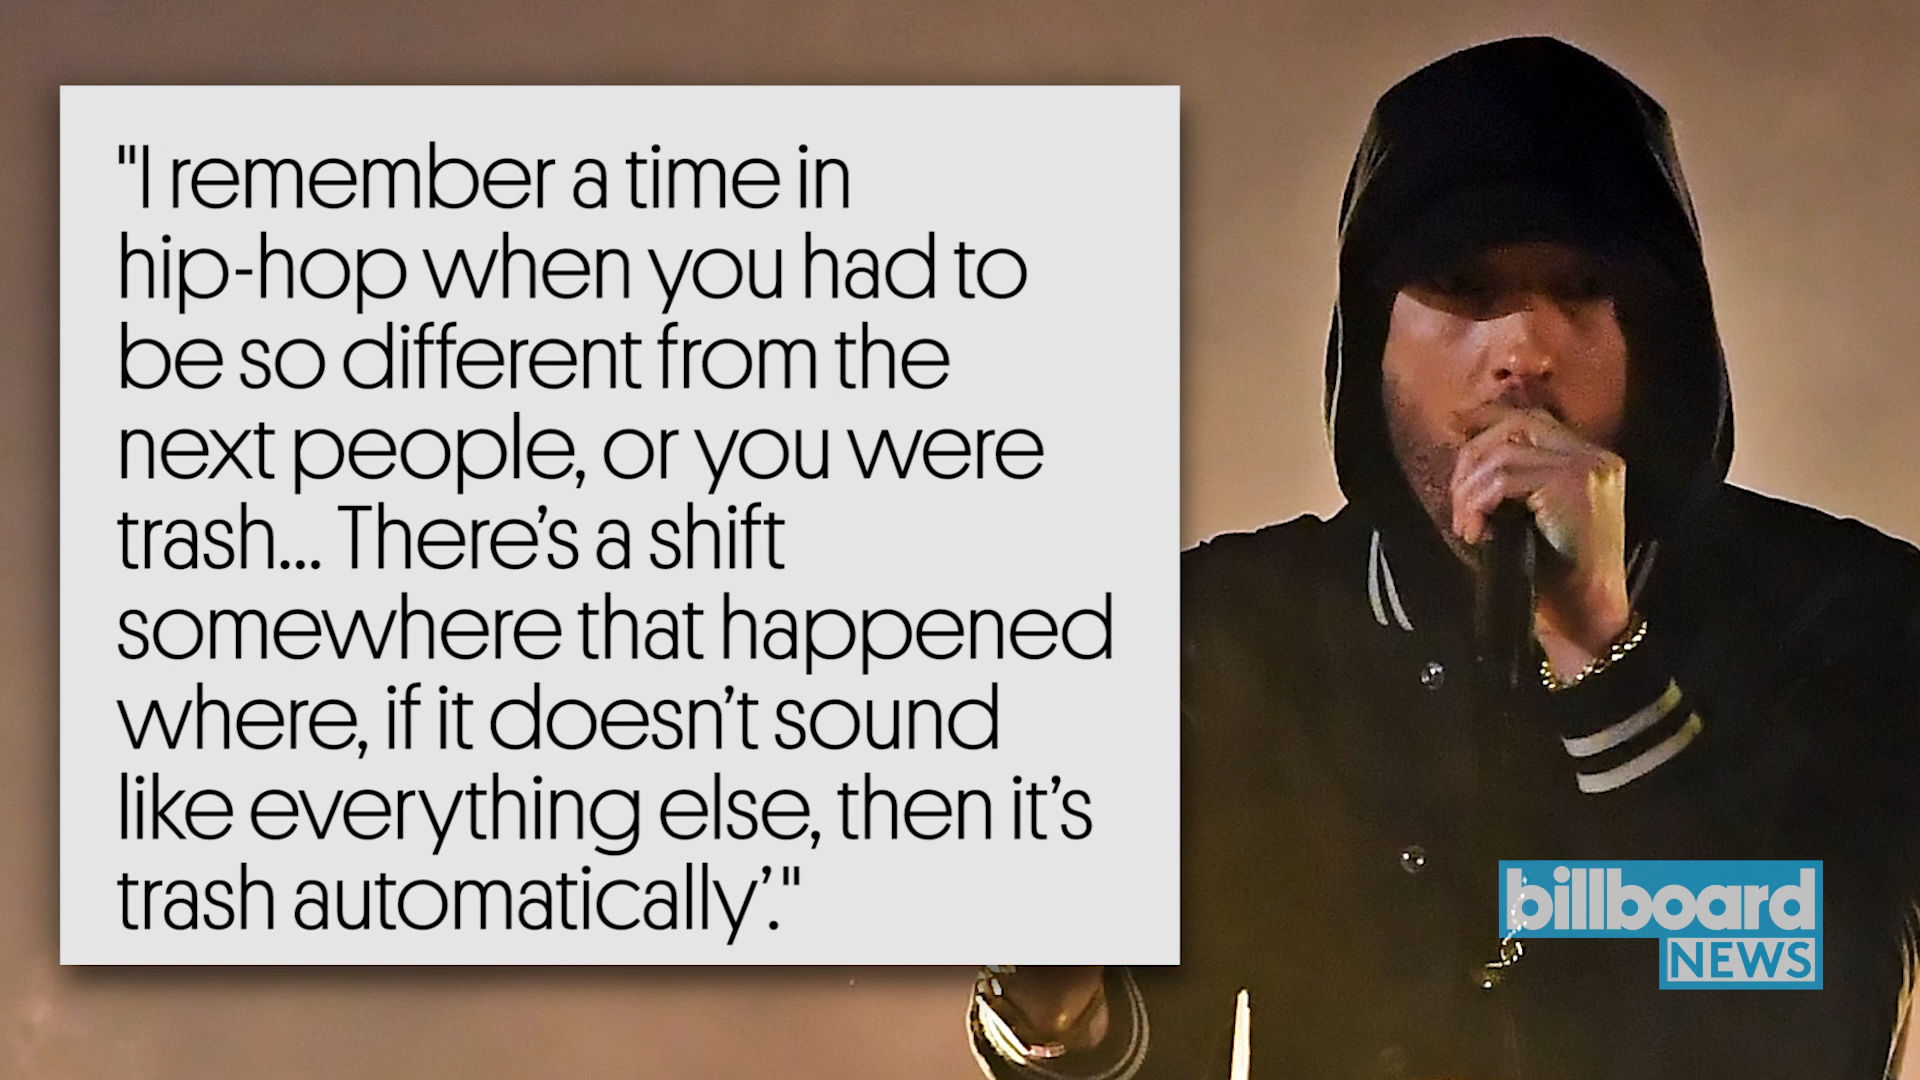 "I remember a time in
hip-hop when you had to
be so different from the
next people, or you were
trash... There’s a shift
somewhere that happened
where, if it doesn’t sound
like everything else, then it’s
trash automatically’."
billboard
NEWS